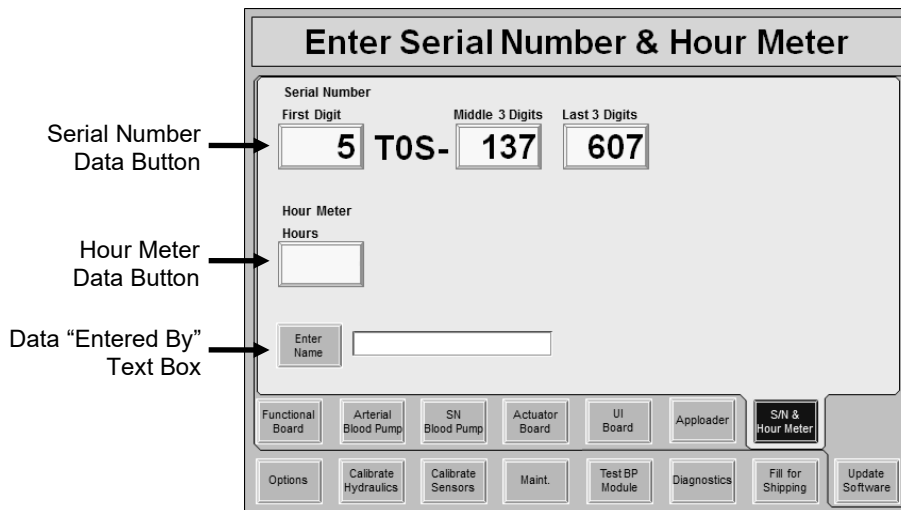 Enter Serial Number & Hour Meter
Serial Number
First Digit
Middle 3 Digits
Last 3 Digits
Serial Number
Data Button
5 T0S- 137 607
Hour Meter
Hours
Hour Meter
Data Button
Data “Entered By”
Text Box
Enter
Name
Functional
Board
Arterial
Blood Pump
SN
Blood Pump
Actuator
Board
UI
Board
Apploader
S/N &
Hour Meter
Options
Calibrate
Hydraulics
Calibrate
Sensors
Maint.
Test BP
Module
Diagnostics
Fill for
Shipping
Update
Software